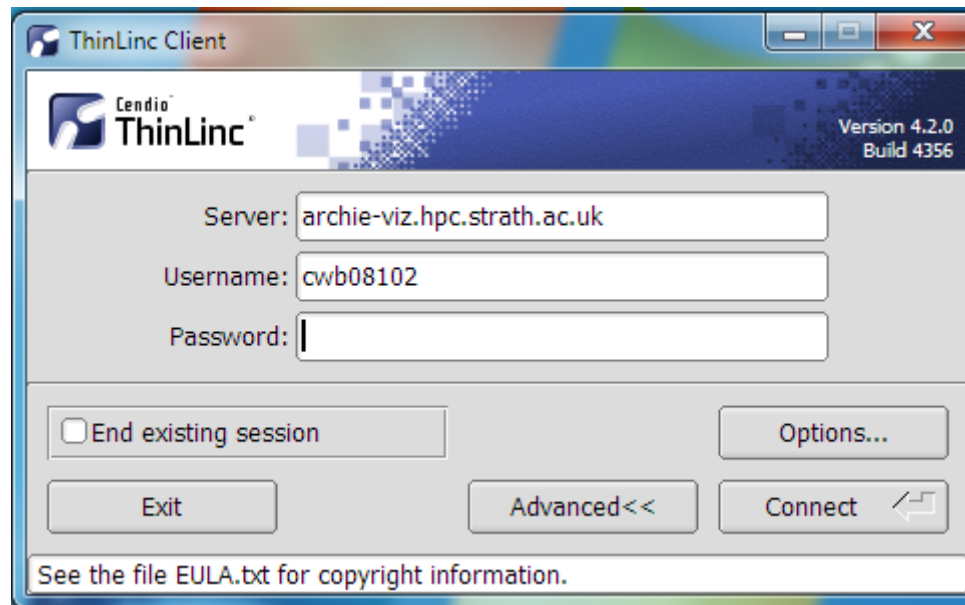 ThinLinc Client
Cendio
ThinLinc
Version 4.2.0
Build 4356
Server: archie-viz.hpc.strath.ac.uk
Username: cwb08102
Password:
End existing session
Options...
Exit
Advanced<<
Connect
See the file EULA.txt for copyright information.